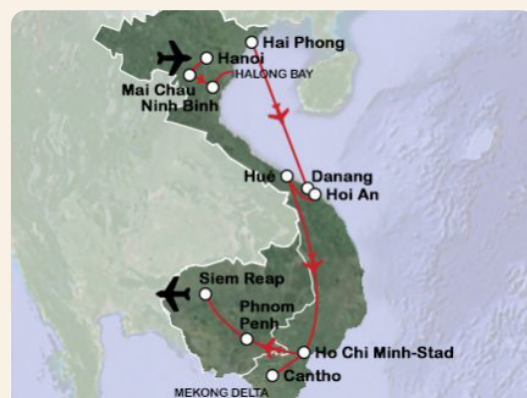 Hai Phong
Hanoi
HALONG BAY
Mai Chau
Ninh Binh
Hué
Danang
Hoi An
Siem Reap
Phnom
Penh
Ho Chi Minh-Stad
Cantho
MEKONG DELTA